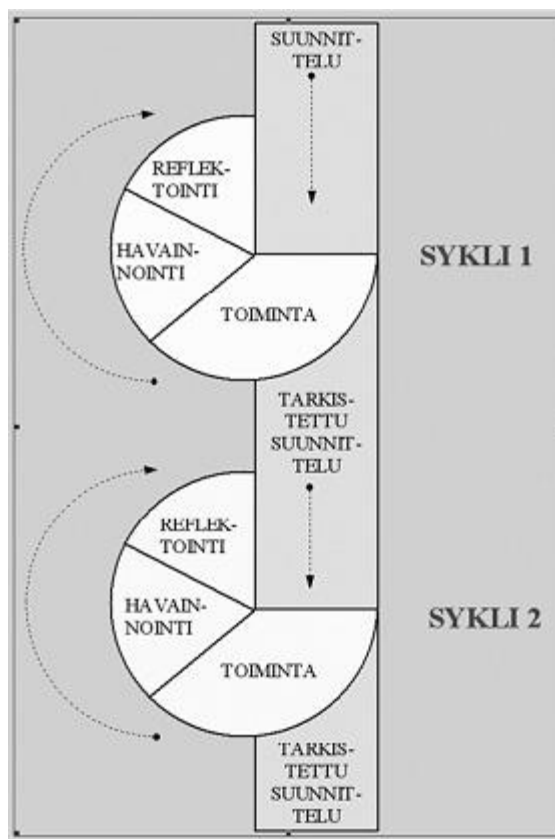 SUUNNIT-
TELU
REFLEK-
TOINTI
HAVAIN-
NOINTI
SYKLI 1
TOIMINTA
TARKIS-
TETTU
SUUNNIT-
TELU
REFLEK-
TOINTI
HAVAIN-
NOINTI
SYKLI 2
TOIMINTA
TARKIS-
TETTU
SUUNNIT-
TELU